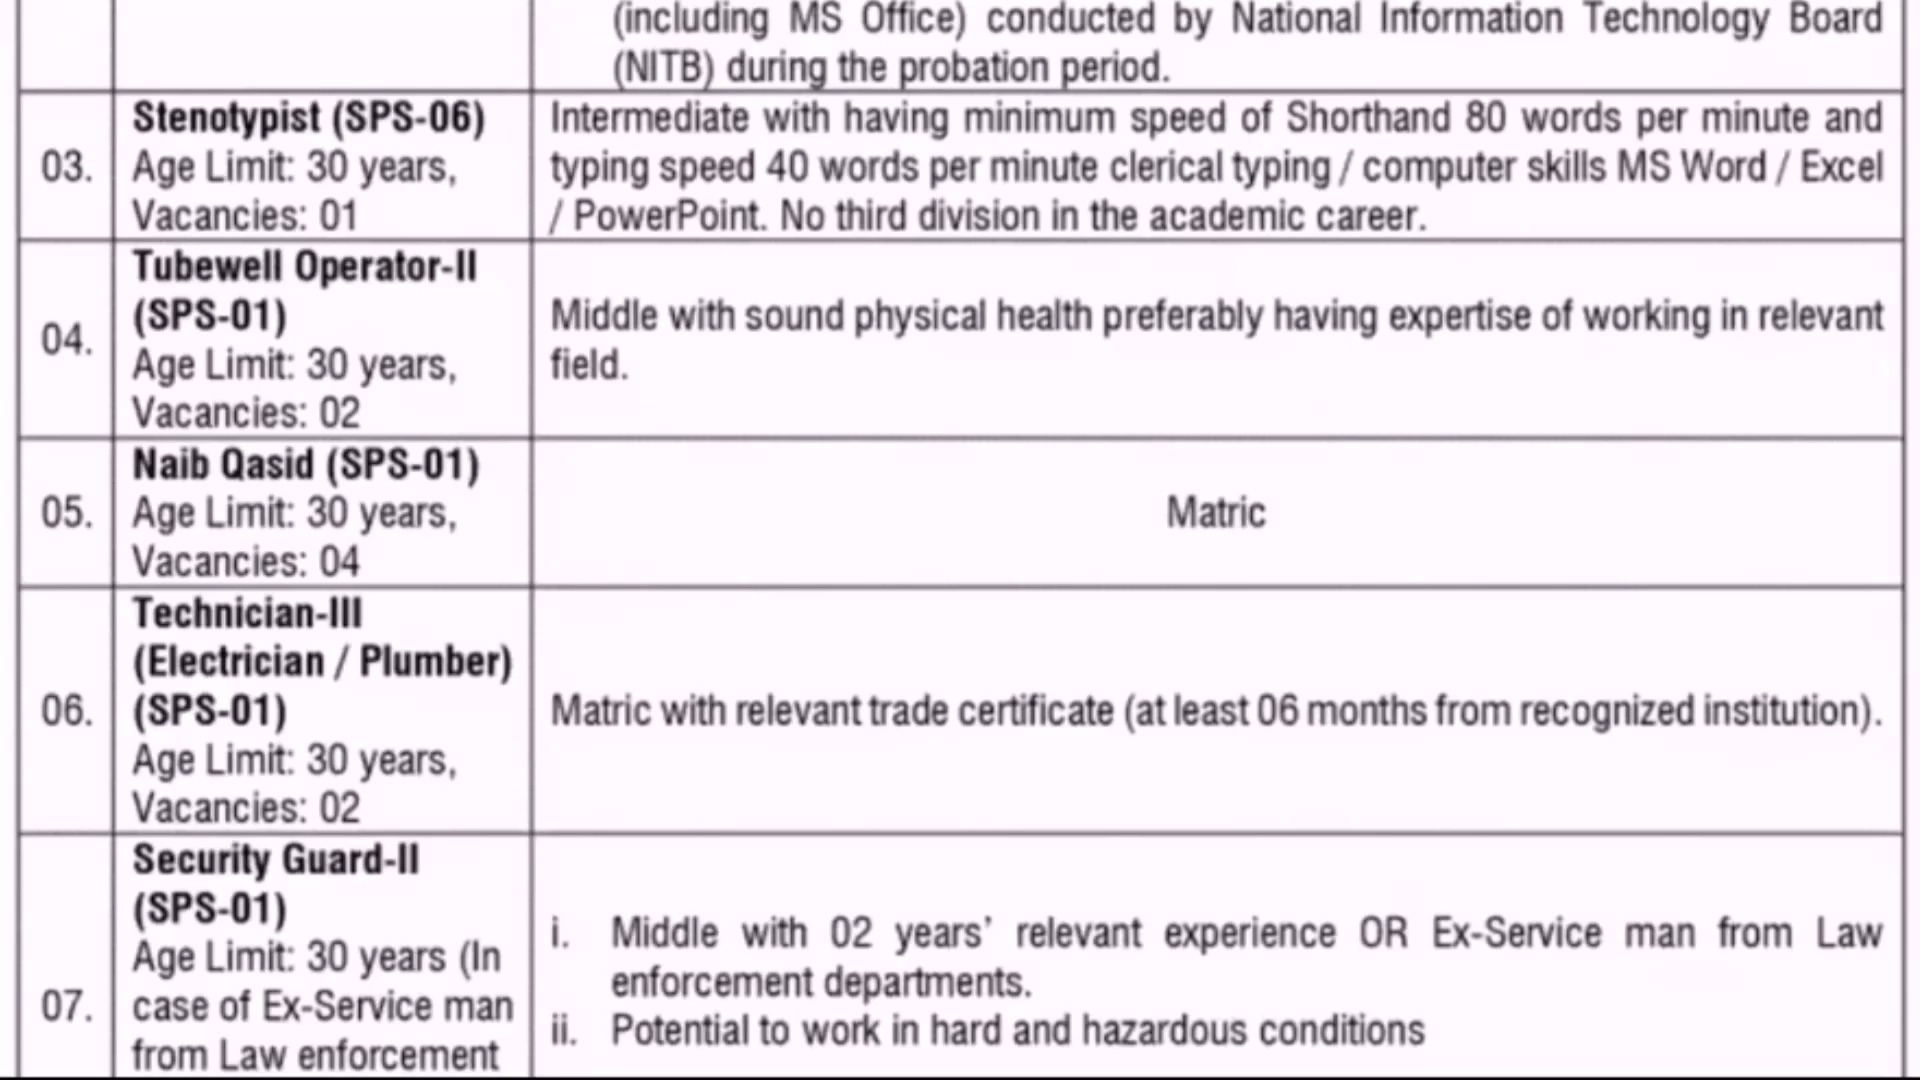 (including MS Office) conducted by National Information Technology Board
(NITB) during the probation period.
03.
Stenotypist (SPS-06)
Age Limit: 30 years,
Vacancies: 01
Intermediate with having minimum speed of Shorthand 80 words per minute and
typing speed 40 words per minute clerical typing / computer skills MS Word / Excel
/ PowerPoint. No third division in the academic career.
04.
Tubewell Operator-II
(SPS-01)
Age Limit: 30 years,
Vacancies: 02
Middle with sound physical health preferably having expertise of working in relevant
field.
05.
Naib Qasid (SPS-01)
Age Limit: 30 years,
Vacancies: 04
Matric
06.
Technician-III
(Electrician / Plumber)
(SPS-01)
Age Limit: 30 years,
Vacancies: 02
Matric with relevant trade certificate (at least 06 months from recognized institution).
07.
Security Guard-II
(SPS-01)
Age Limit: 30 years (In
case of Ex-Service man
from Law enforcement
i. Middle with 02 years' relevant experience OR Ex-Service man from Law
enforcement departments.
ii. Potential to work in hard and hazardous conditions